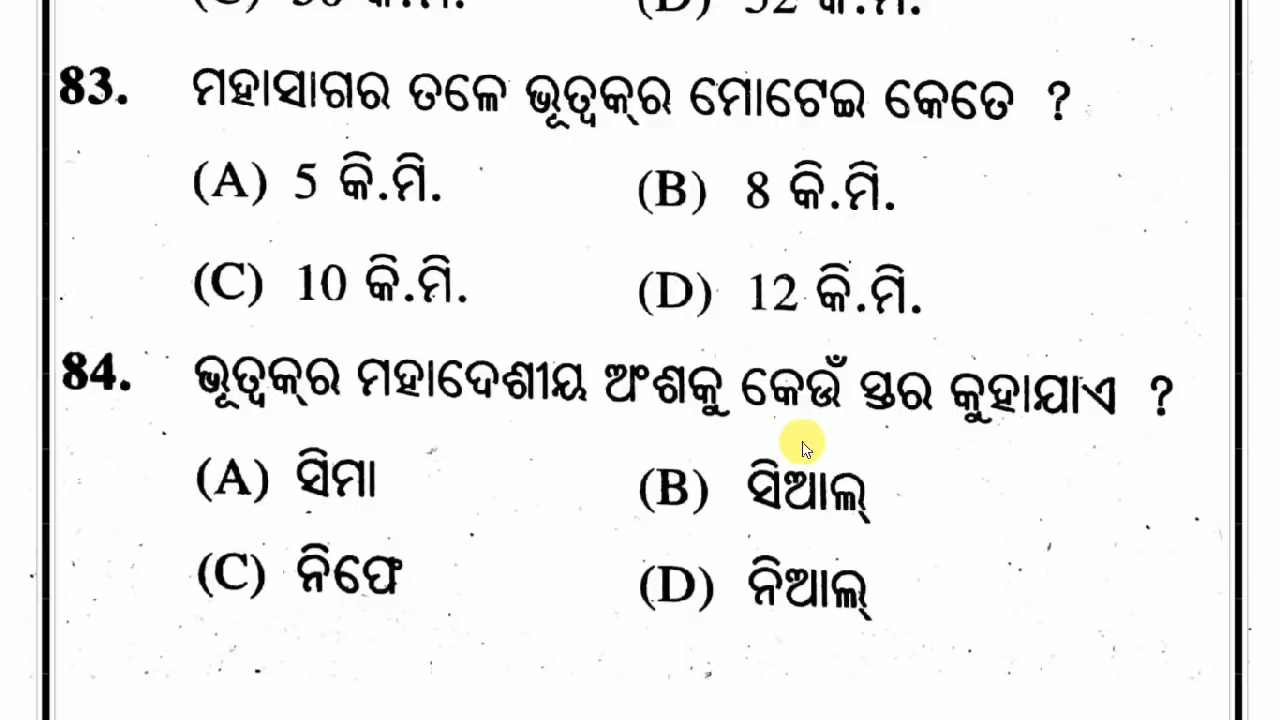 83. ମହାସାଗର ତଳେ ଭୂତ୍ୱକ୍‌ର ମୋଟେଇ କେତେ ?
(A) 5 କି.ମି. (B) 8 କି.ମି.
(C) 10 କି.ମି. (D) 12 କି.ମି.
84. ଭୂତ୍ୱକ୍‌ର ମହାଦେଶୀୟ ଅଂଶକୁ କେଉଁ ସ୍ତର କୁହାଯାଏ ?
(A) ସିମା (B) ସିଆଲ୍
(C) ନିଫେ (D) ନିଆଲ୍